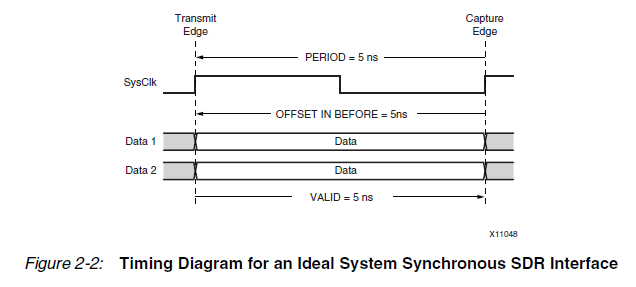 Transmit
Edge
Capture
Edge
PERIOD = 5 ns
SysClk
OFFSET IN BEFORE = 5ns
Data 1
Data
Data 2
Data
VALID = 5 ns
X11048
Figure 2-2: Timing Diagram for an Ideal System Synchronous SDR Interface